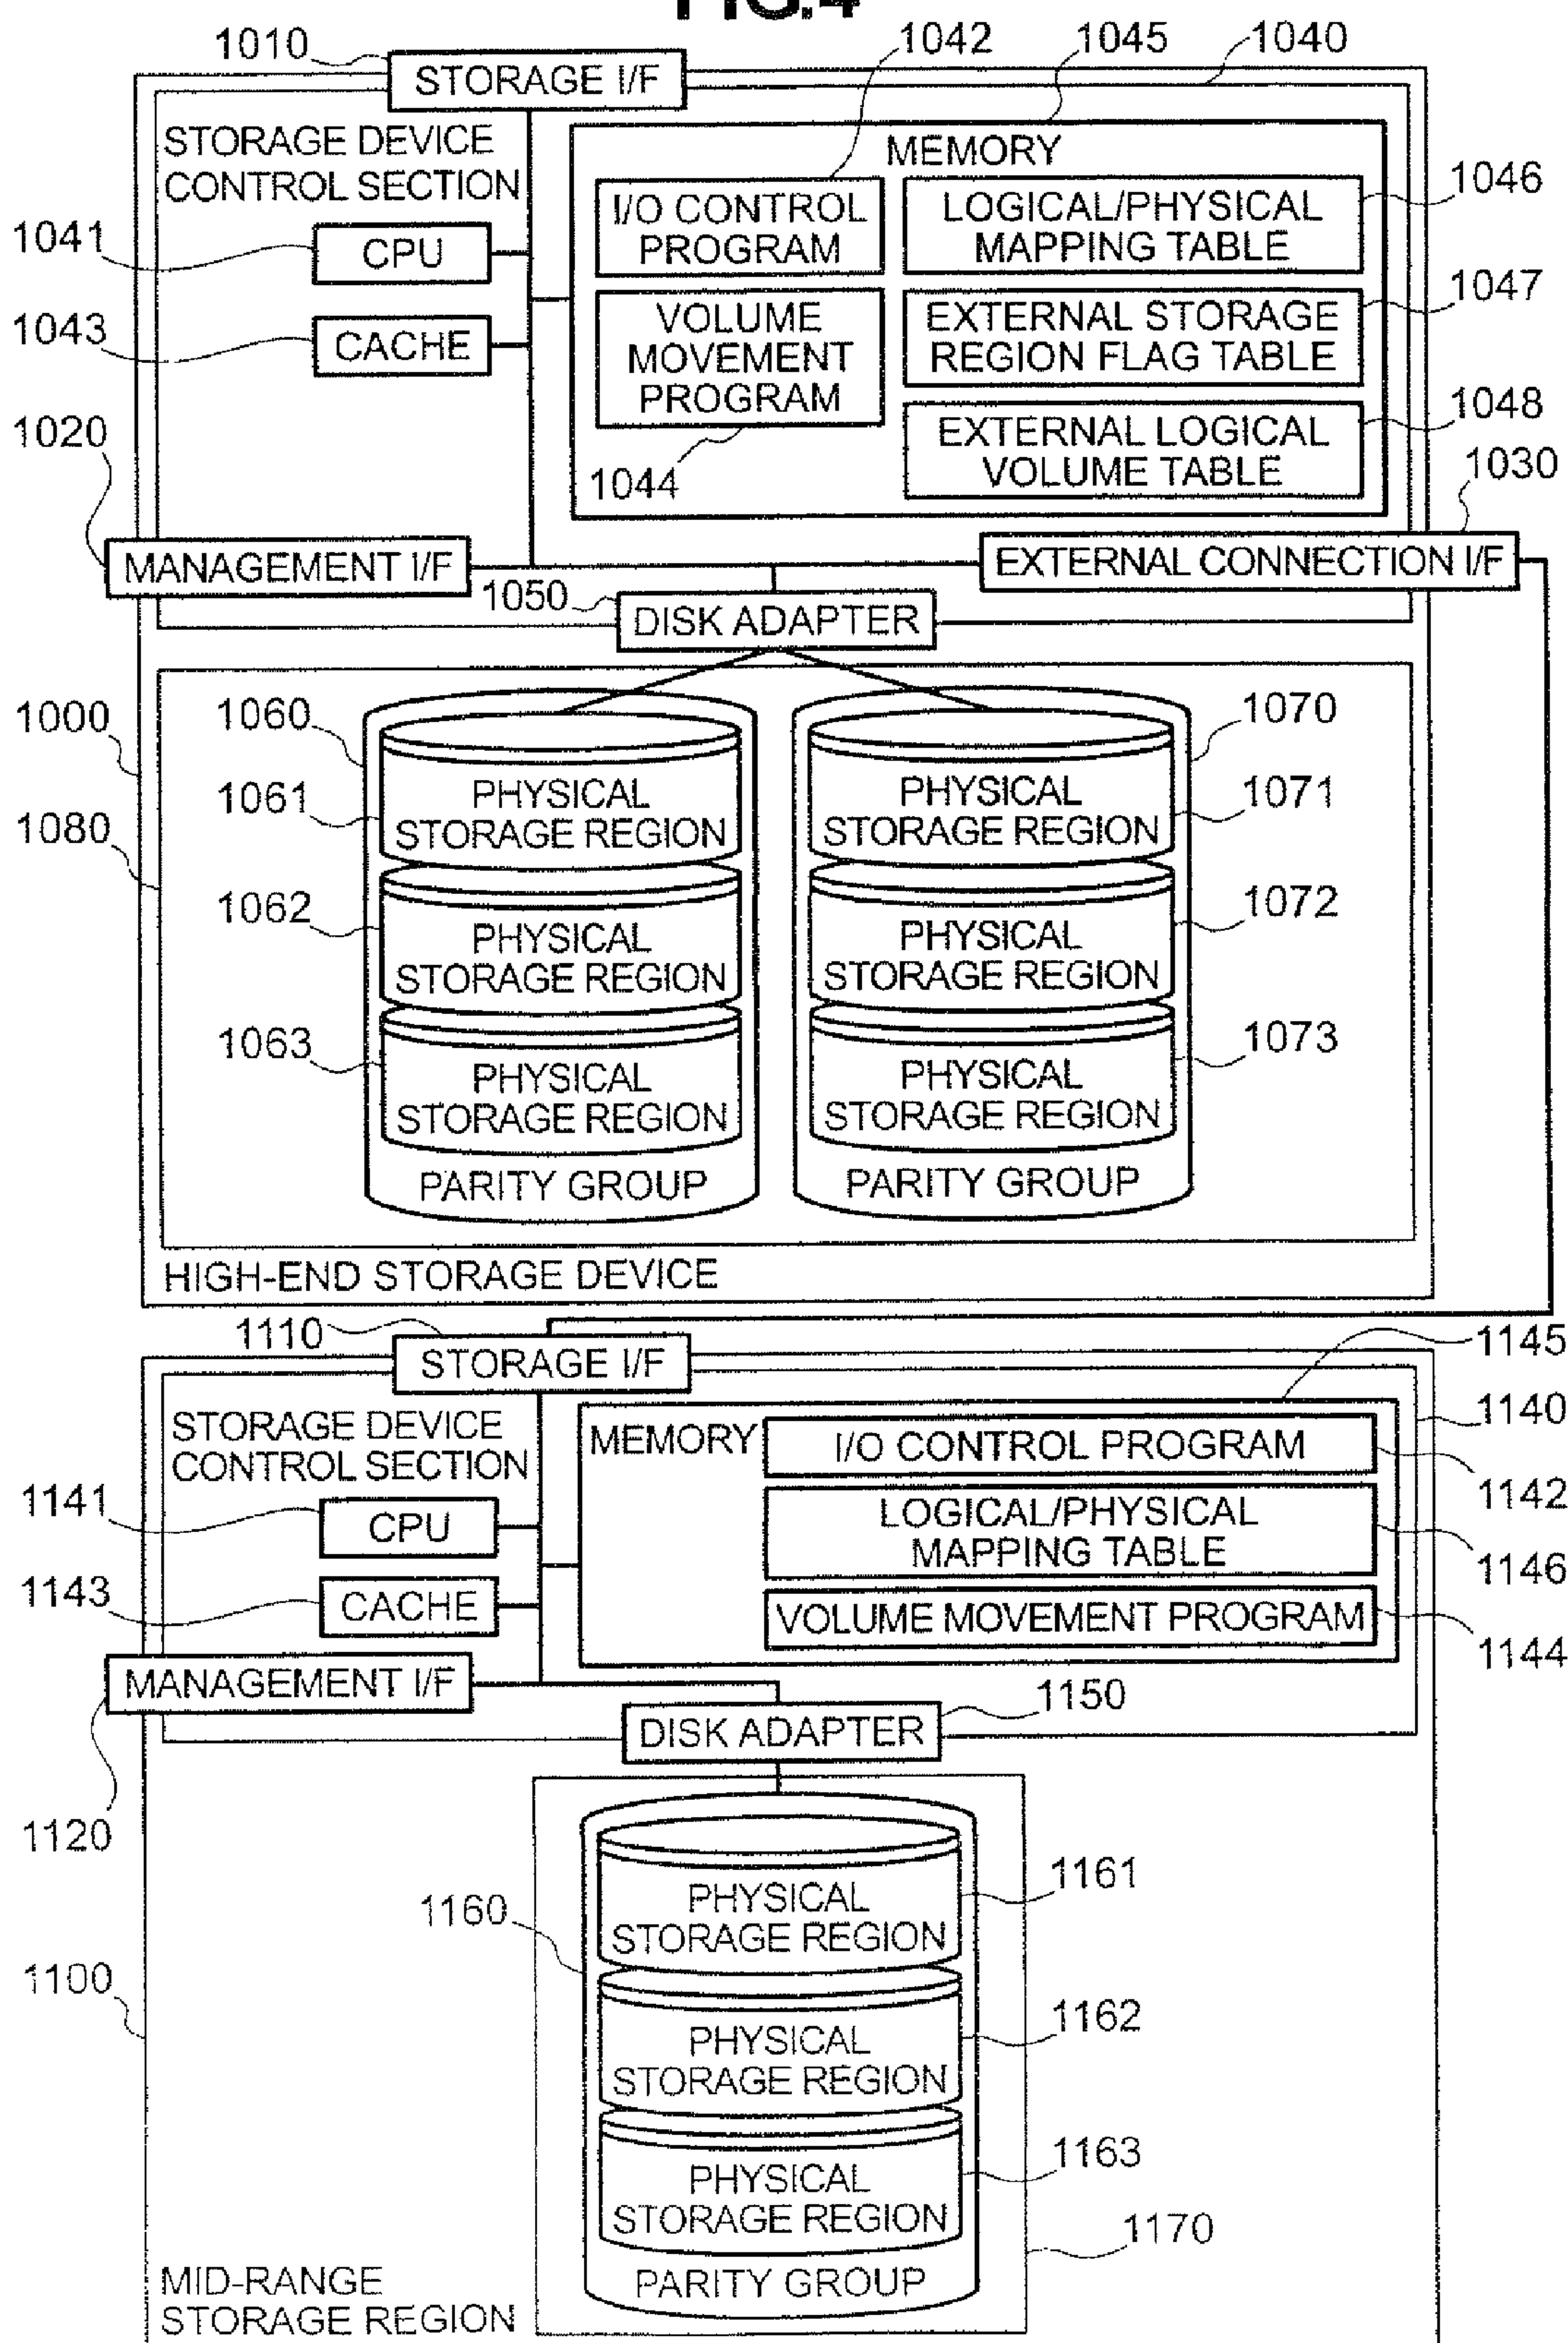 FIG.4
1010
STORAGE I/F
1042
1045
1040
STORAGE DEVICE
CONTROL SECTION
MEMORY
I/O CONTROL
PROGRAM
LOGICAL/PHYSICAL
MAPPING TABLE
1046
1041
CPU
VOLUME
MOVEMENT
PROGRAM
EXTERNAL STORAGE
REGION FLAG TABLE
1047
1043
CACHE
1044
EXTERNAL LOGICAL
VOLUME TABLE
1048
1020
1030
MANAGEMENT I/F
EXTERNAL CONNECTION I/F
1050
DISK ADAPTER
1000
1080
1060
1070
1061
PHYSICAL
STORAGE REGION
PHYSICAL
STORAGE REGION
1071
1062
PHYSICAL
STORAGE REGION
PHYSICAL
STORAGE REGION
1072
1063
PHYSICAL
STORAGE REGION
PHYSICAL
STORAGE REGION
1073
PARITY GROUP
PARITY GROUP
HIGH-END STORAGE DEVICE
1110
STORAGE I/F
1145
STORAGE DEVICE
CONTROL SECTION
MEMORY
I/O CONTROL PROGRAM
1140
1142
1141
CPU
LOGICAL/PHYSICAL
MAPPING TABLE
1146
1143
CACHE
VOLUME MOVEMENT PROGRAM
1144
MANAGEMENT I/F
1150
DISK ADAPTER
1120
1160
PHYSICAL
STORAGE REGION
1161
1100
PHYSICAL
STORAGE REGION
1162
PHYSICAL
STORAGE REGION
1163
1170
PARITY GROUP
MID-RANGE
STORAGE REGION